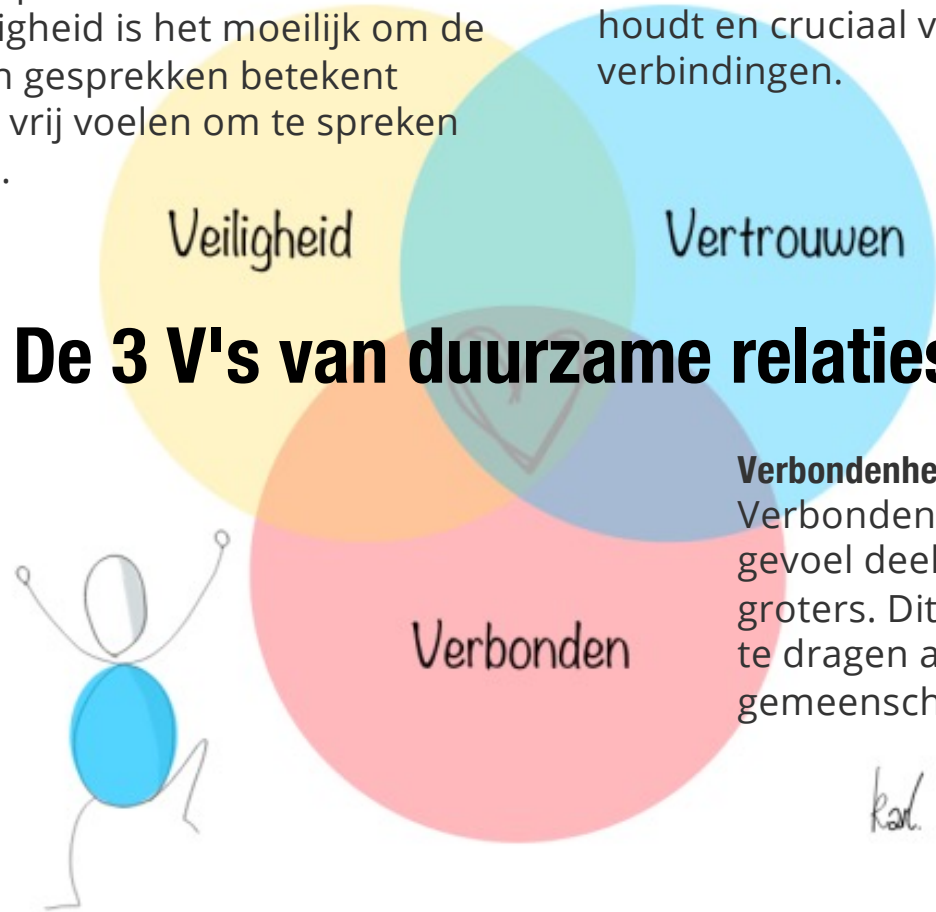 igheid is het moeilijk om de
n gesprekken betekent
vrij voelen om te spreken
.
houdt en cruciaal v
verbindingen.
Veiligheid
Vertrouwen
De 3 V's van duurzame relaties
Verbondenhe
Verbonden
gevoel deel
groters. Dit
te dragen a
gemeensch
Verbonden